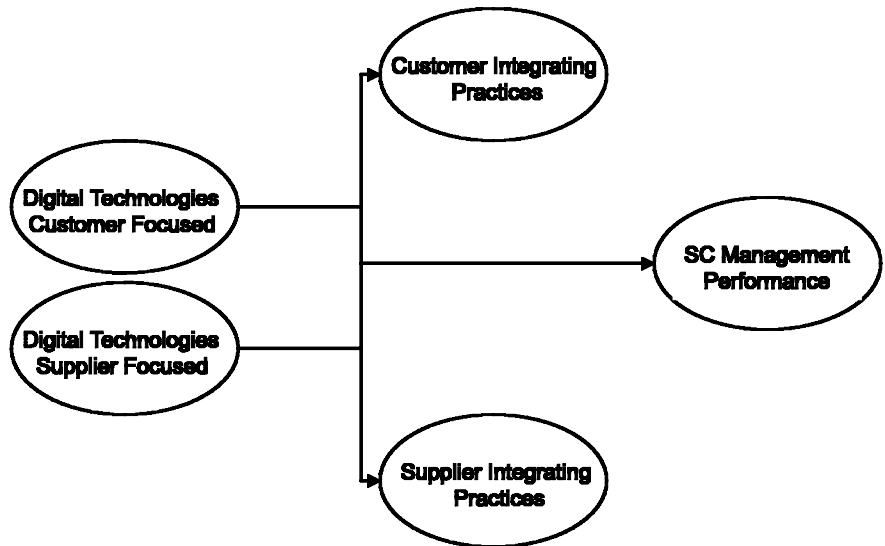 Customer Integrating
Practices
Digital Technologies
Customer Focused
SC Management
Performance
Digital Technologies
Supplier Focused
Supplier Integrating
Practices